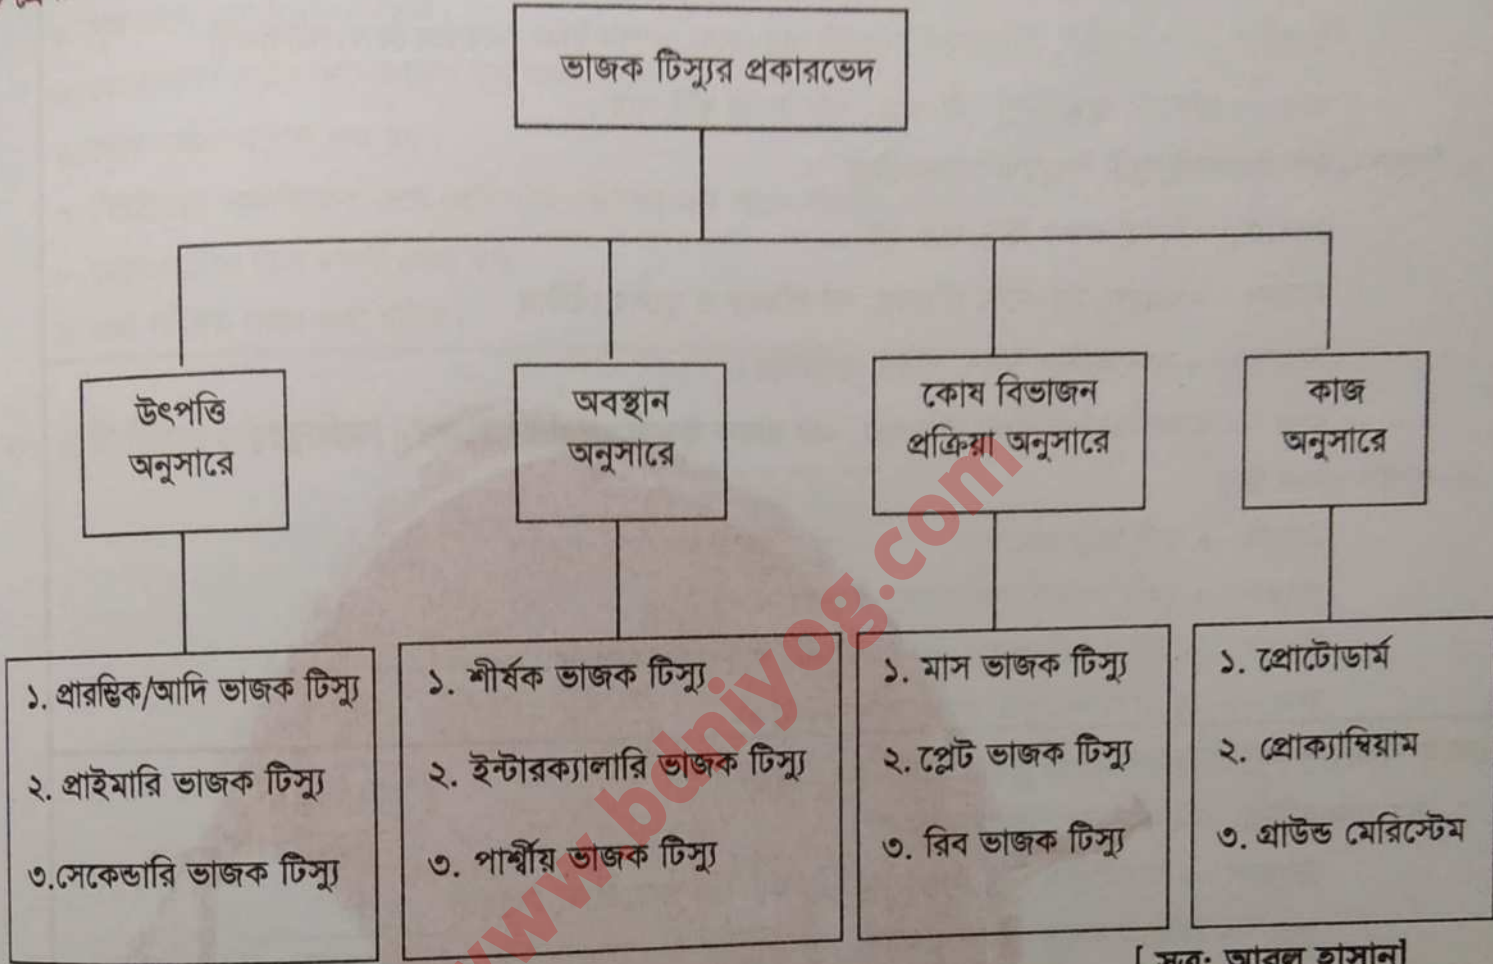 ভাজক টিস্যুর প্রকারভেদ
উৎপত্তি
অনুসারে
অবস্থান
অনুসারে
কোষ বিভাজন
প্রক্রিয়া অনুসারে
কাজ
অনুসারে
১. প্রারম্ভিক/আদি ভাজক টিস্যু
২. প্রাইমারি ভাজক টিস্যু
৩.সেকেন্ডারি ভাজক টিস্যু
১. শীর্ষক ভাজক টিস্যু
২. ইন্টারক্যালারি ভাজক টিস্যু
৩. পার্শ্বীয় ভাজক টিস্যু
১. মাস ভাজক টিস্যু
২. প্লেট ভাজক টিস্যু
৩. রিব ভাজক টিস্যু
১. প্রোটোডার্ম
২. প্রোক্যাম্বিয়াম
৩. গ্রাউন্ড মেরিস্টেম
[ সূত্র: আবুল হাসান]
www.bdniyog.com